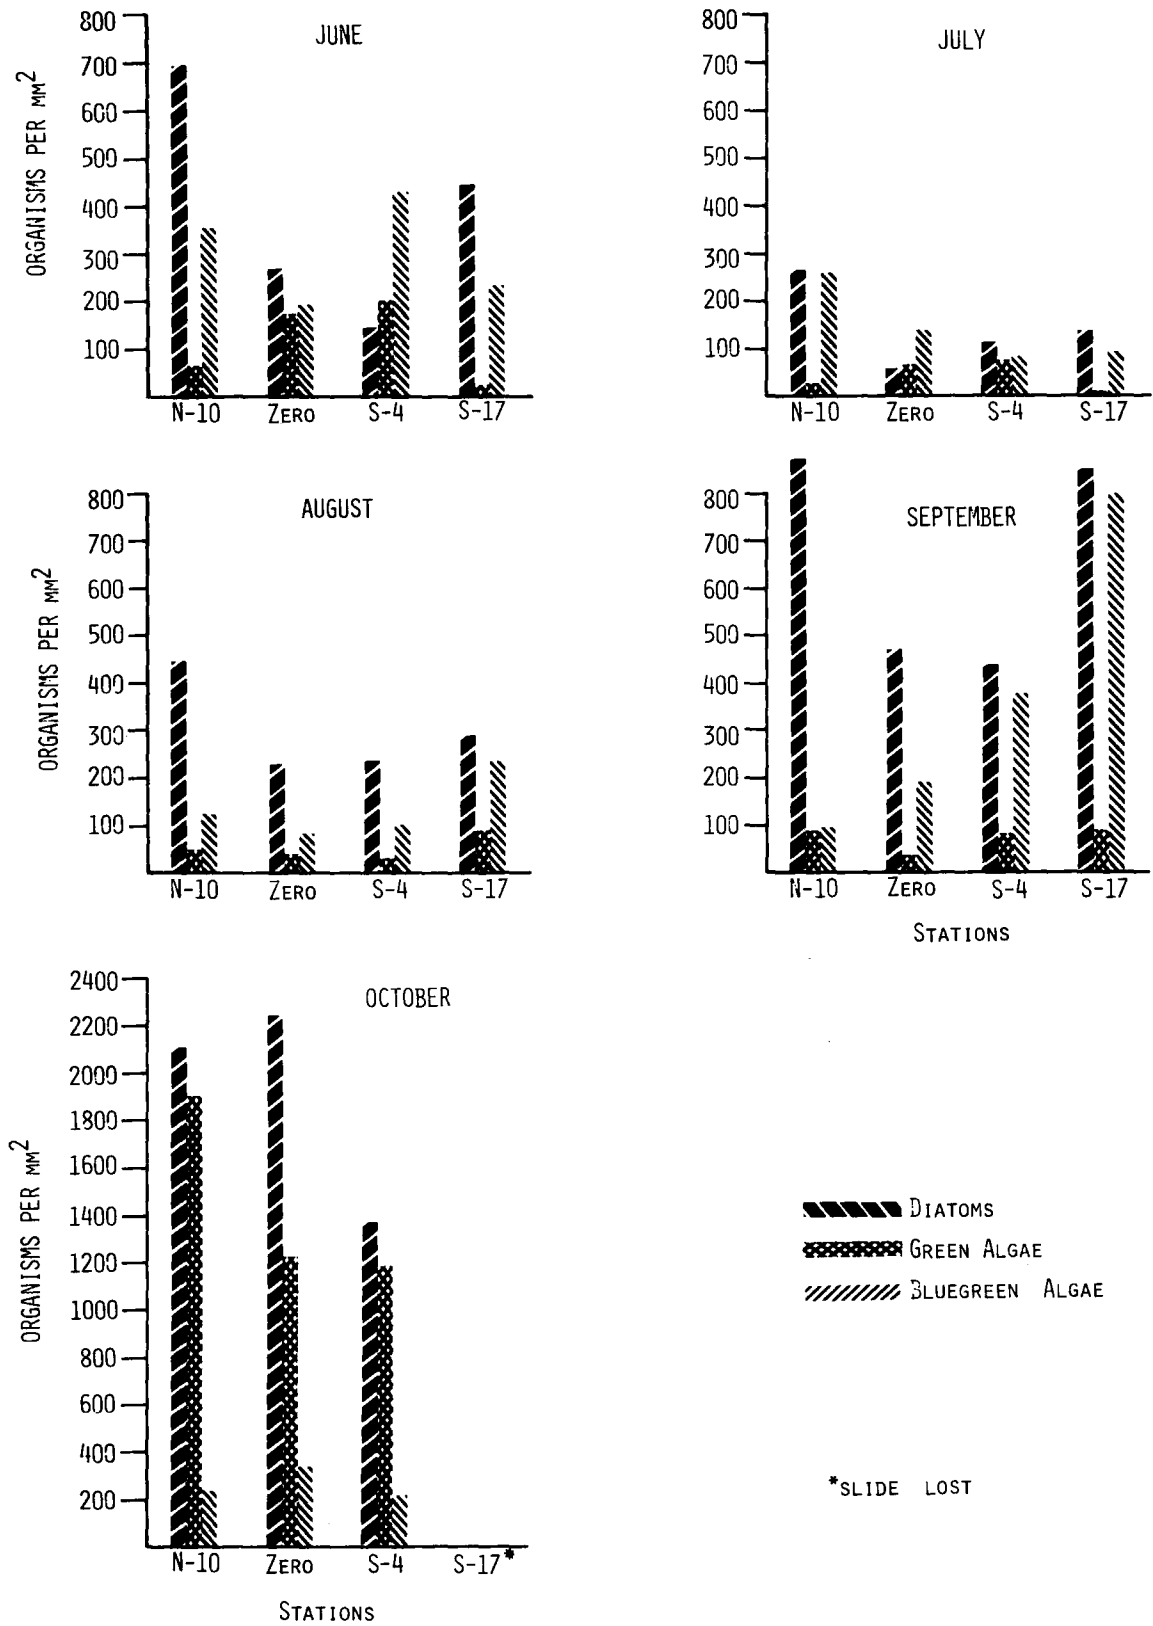 JUNE
ORGANISMS PER MM2
800
700
600
500
400
300
200
100
N-10 ZERO S-4 S-17
JULY
800
700
600
500
400
300
200
100
N-10 ZERO S-4 S-17
AUGUST
ORGANISMS PER MM2
800
700
600
500
400
300
200
100
N-10 ZERO S-4 S-17
SEPTEMBER
800
700
600
500
400
300
200
100
N-10 ZERO S-4 S-17
STATIONS
OCTOBER
ORGANISMS PER MM2
2400
2200
2000
1800
1600
1400
1200
1000
800
600
400
200
N-10 ZERO S-4 S-17*
STATIONS
DIATOMS
GREEN ALGAE
BLUEGREEN ALGAE
*SLIDE LOST